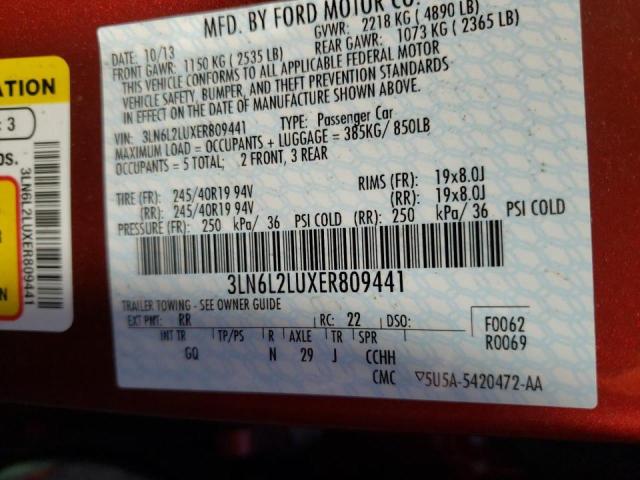 MFD. BY FORD MOTOR CO.
DATE: 10/13
GVWR: 2218 KG ( 4890 LB)
FRONT GAWR: 1150 KG ( 2535 LB)
REAR GAWR: 1073 KG ( 2365 LB)
THIS VEHICLE CONFORMS TO ALL APPLICABLE FEDERAL MOTOR
VEHICLE SAFETY, BUMPER, AND THEFT PREVENTION STANDARDS
IN EFFECT ON THE DATE OF MANUFACTURE SHOWN ABOVE.
VIN: 3LN6L2LUXER809441
TYPE: Passenger Car
MAXIMUM LOAD = OCCUPANTS + LUGGAGE = 385KG/ 850LB
OCCUPANTS = 5 TOTAL; 2 FRONT, 3 REAR
TIRE (FR): 245/40R19 94V RIMS (FR): 19x8.0J
(RR): 245/40R19 94V (RR): 19x8.0J
PRESSURE (FR): 250 kPa/ 36 PSI COLD (RR): 250 kPa/ 36 PSI COLD
3LN6L2LUXER809441
TRAILER TOWING - SEE OWNER GUIDE
EXT PNT: RR RC: 22 DSO:
INT TR TP/PS R AXLE TR SPR
GQ N 29 J CCHH
F0062
R0069
CMC ▽5U5A-5420472-AA
ATION
: 3
DS.
3LN6L2LUXER809441
N